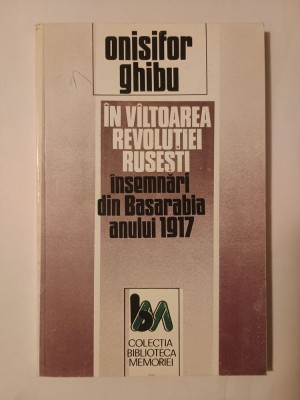 onisifor
ghibu
ÎN VÎLTOAREA
REVOLUȚIEI
RUSEȘTI
însemnări
din Basarabia
anului 1917
bm
COLECȚIA
BIBLIOTECA
MEMORIEI